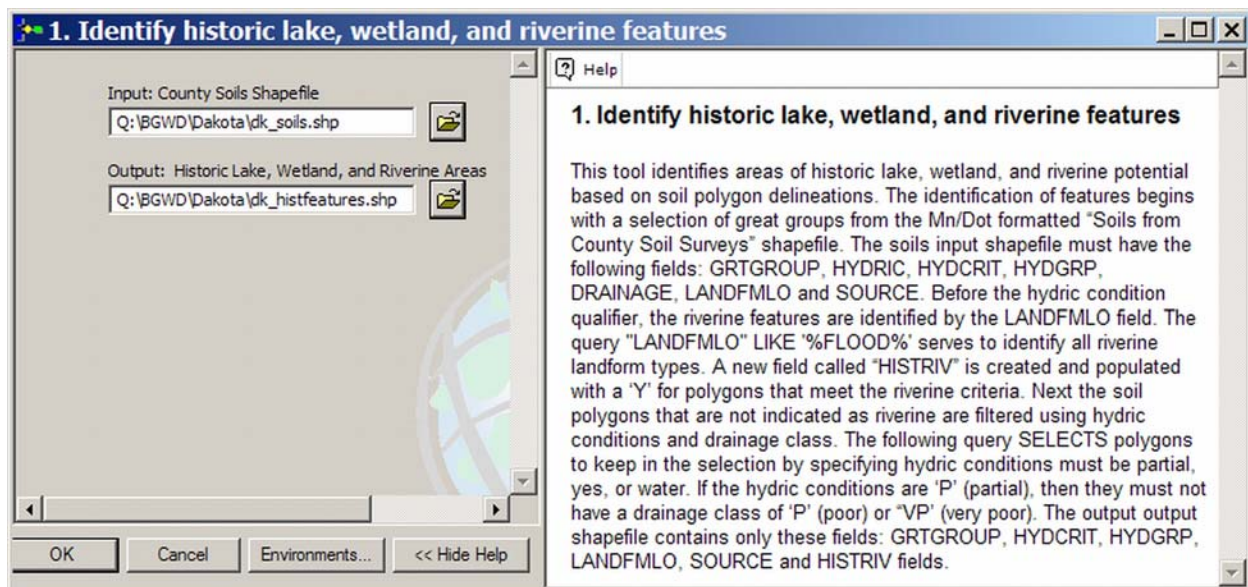 1. Identify historic lake, wetland, and riverine features
Input: County Soils Shapefile
Q:\BGWD\Dakota\dk_soils.shp
Output:  Historic Lake, Wetland, and Riverine Areas
Q:\BGWD\Dakota\dk_histfeatures.shp
OK
Cancel
Environments...
<< Hide Help
Help
1. Identify historic lake, wetland, and riverine features
This tool identifies areas of historic lake, wetland, and riverine potential
based on soil polygon delineations. The identification of features begins
with a selection of great groups from the Mn/Dot formatted “Soils from
County Soil Surveys” shapefile. The soils input shapefile must have the
following fields: GRTGROUP, HYDRIC, HYDCRIT, HYDGRP,
DRAINAGE, LANDFMLO and SOURCE. Before the hydric condition
qualifier, the riverine features are identified by the LANDFMLO field. The
query "LANDFMLO" LIKE '%FLOOD%' serves to identify all riverine
landform types. A new field called “HISTRIV” is created and populated
with a ‘Y’ for polygons that meet the riverine criteria. Next the soil
polygons that are not indicated as riverine are filtered using hydric
conditions and drainage class. The following query SELECTS polygons
to keep in the selection by specifying hydric conditions must be partial,
yes, or water. If the hydric conditions are ‘P’ (partial), then they must not
have a drainage class of ‘P’ (poor) or “VP’ (very poor). The output output
shapefile contains only these fields: GRTGROUP, HYDCRIT, HYDGRP,
LANDFMLO, SOURCE and HISTRIV fields.